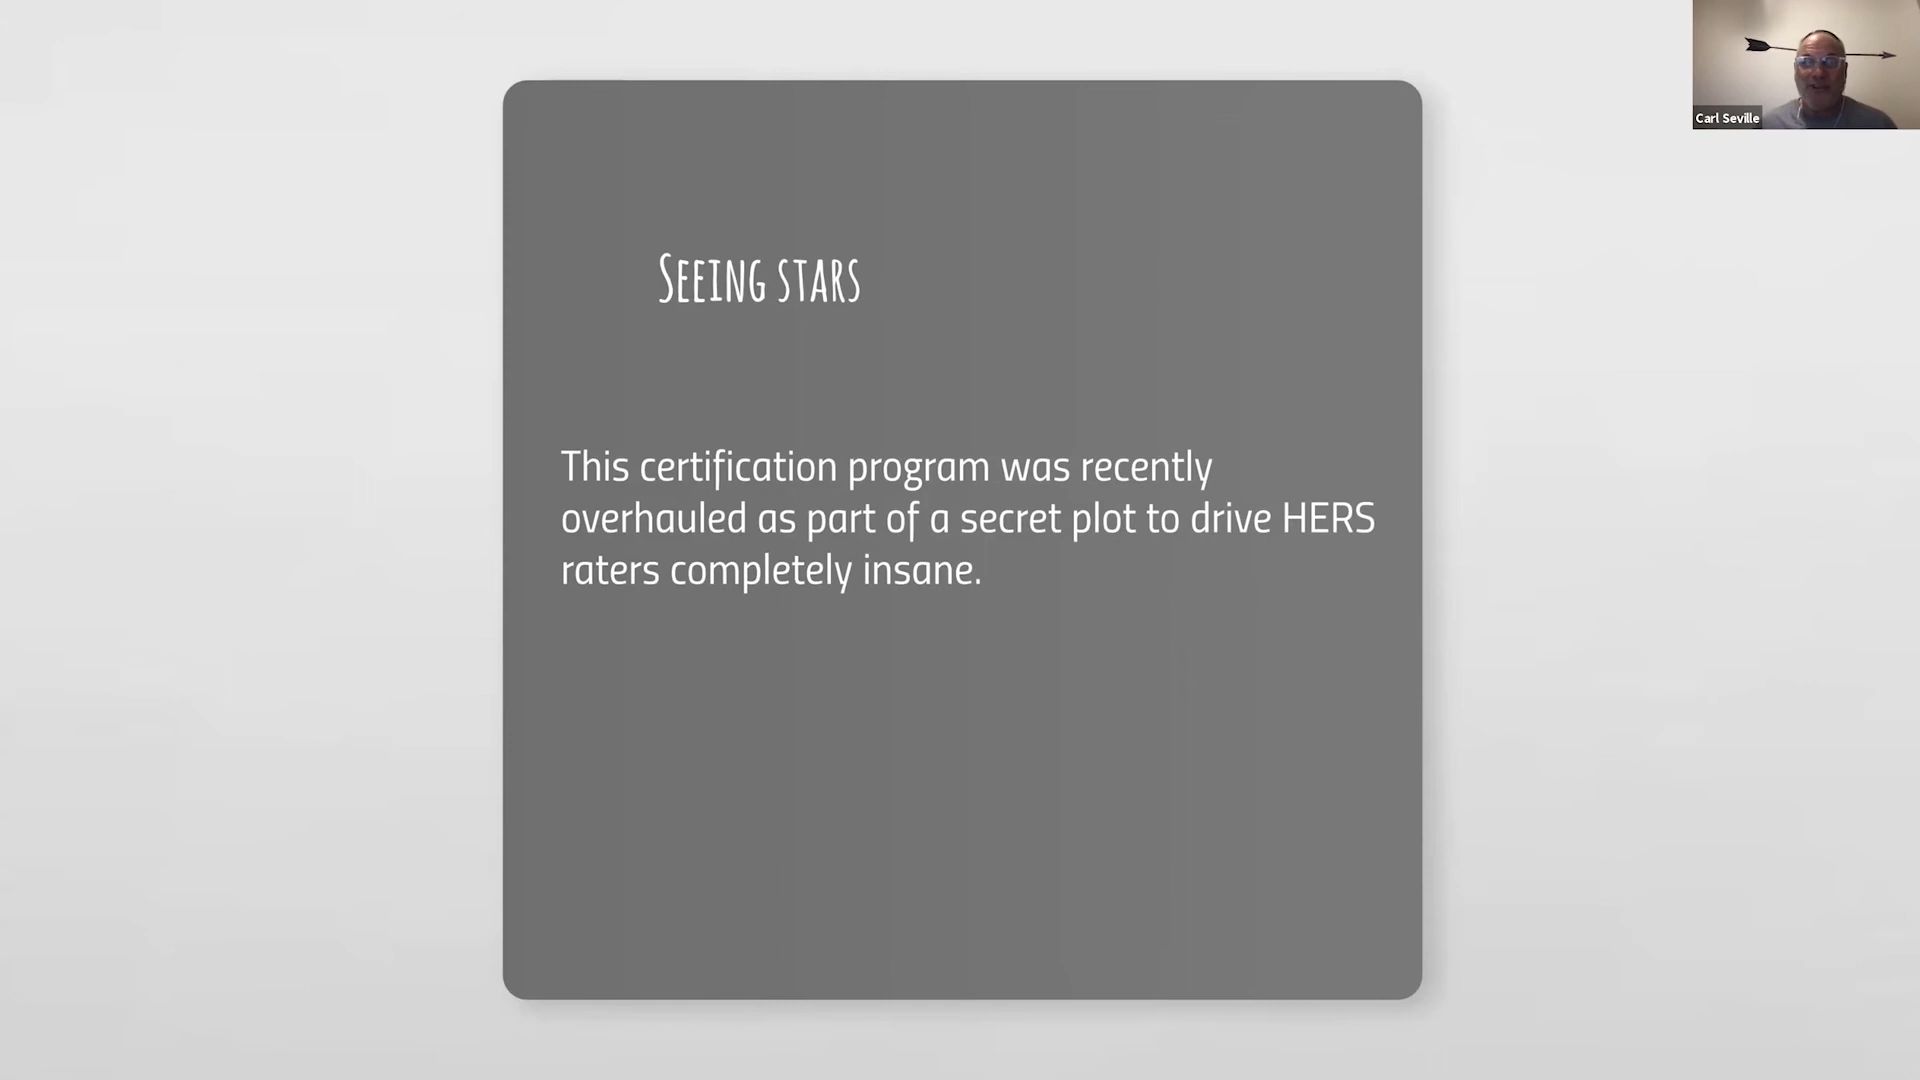 Carl Seville
Seeing stars
This certification program was recently
overhauled as part of a secret plot to drive HERS
raters completely insane.